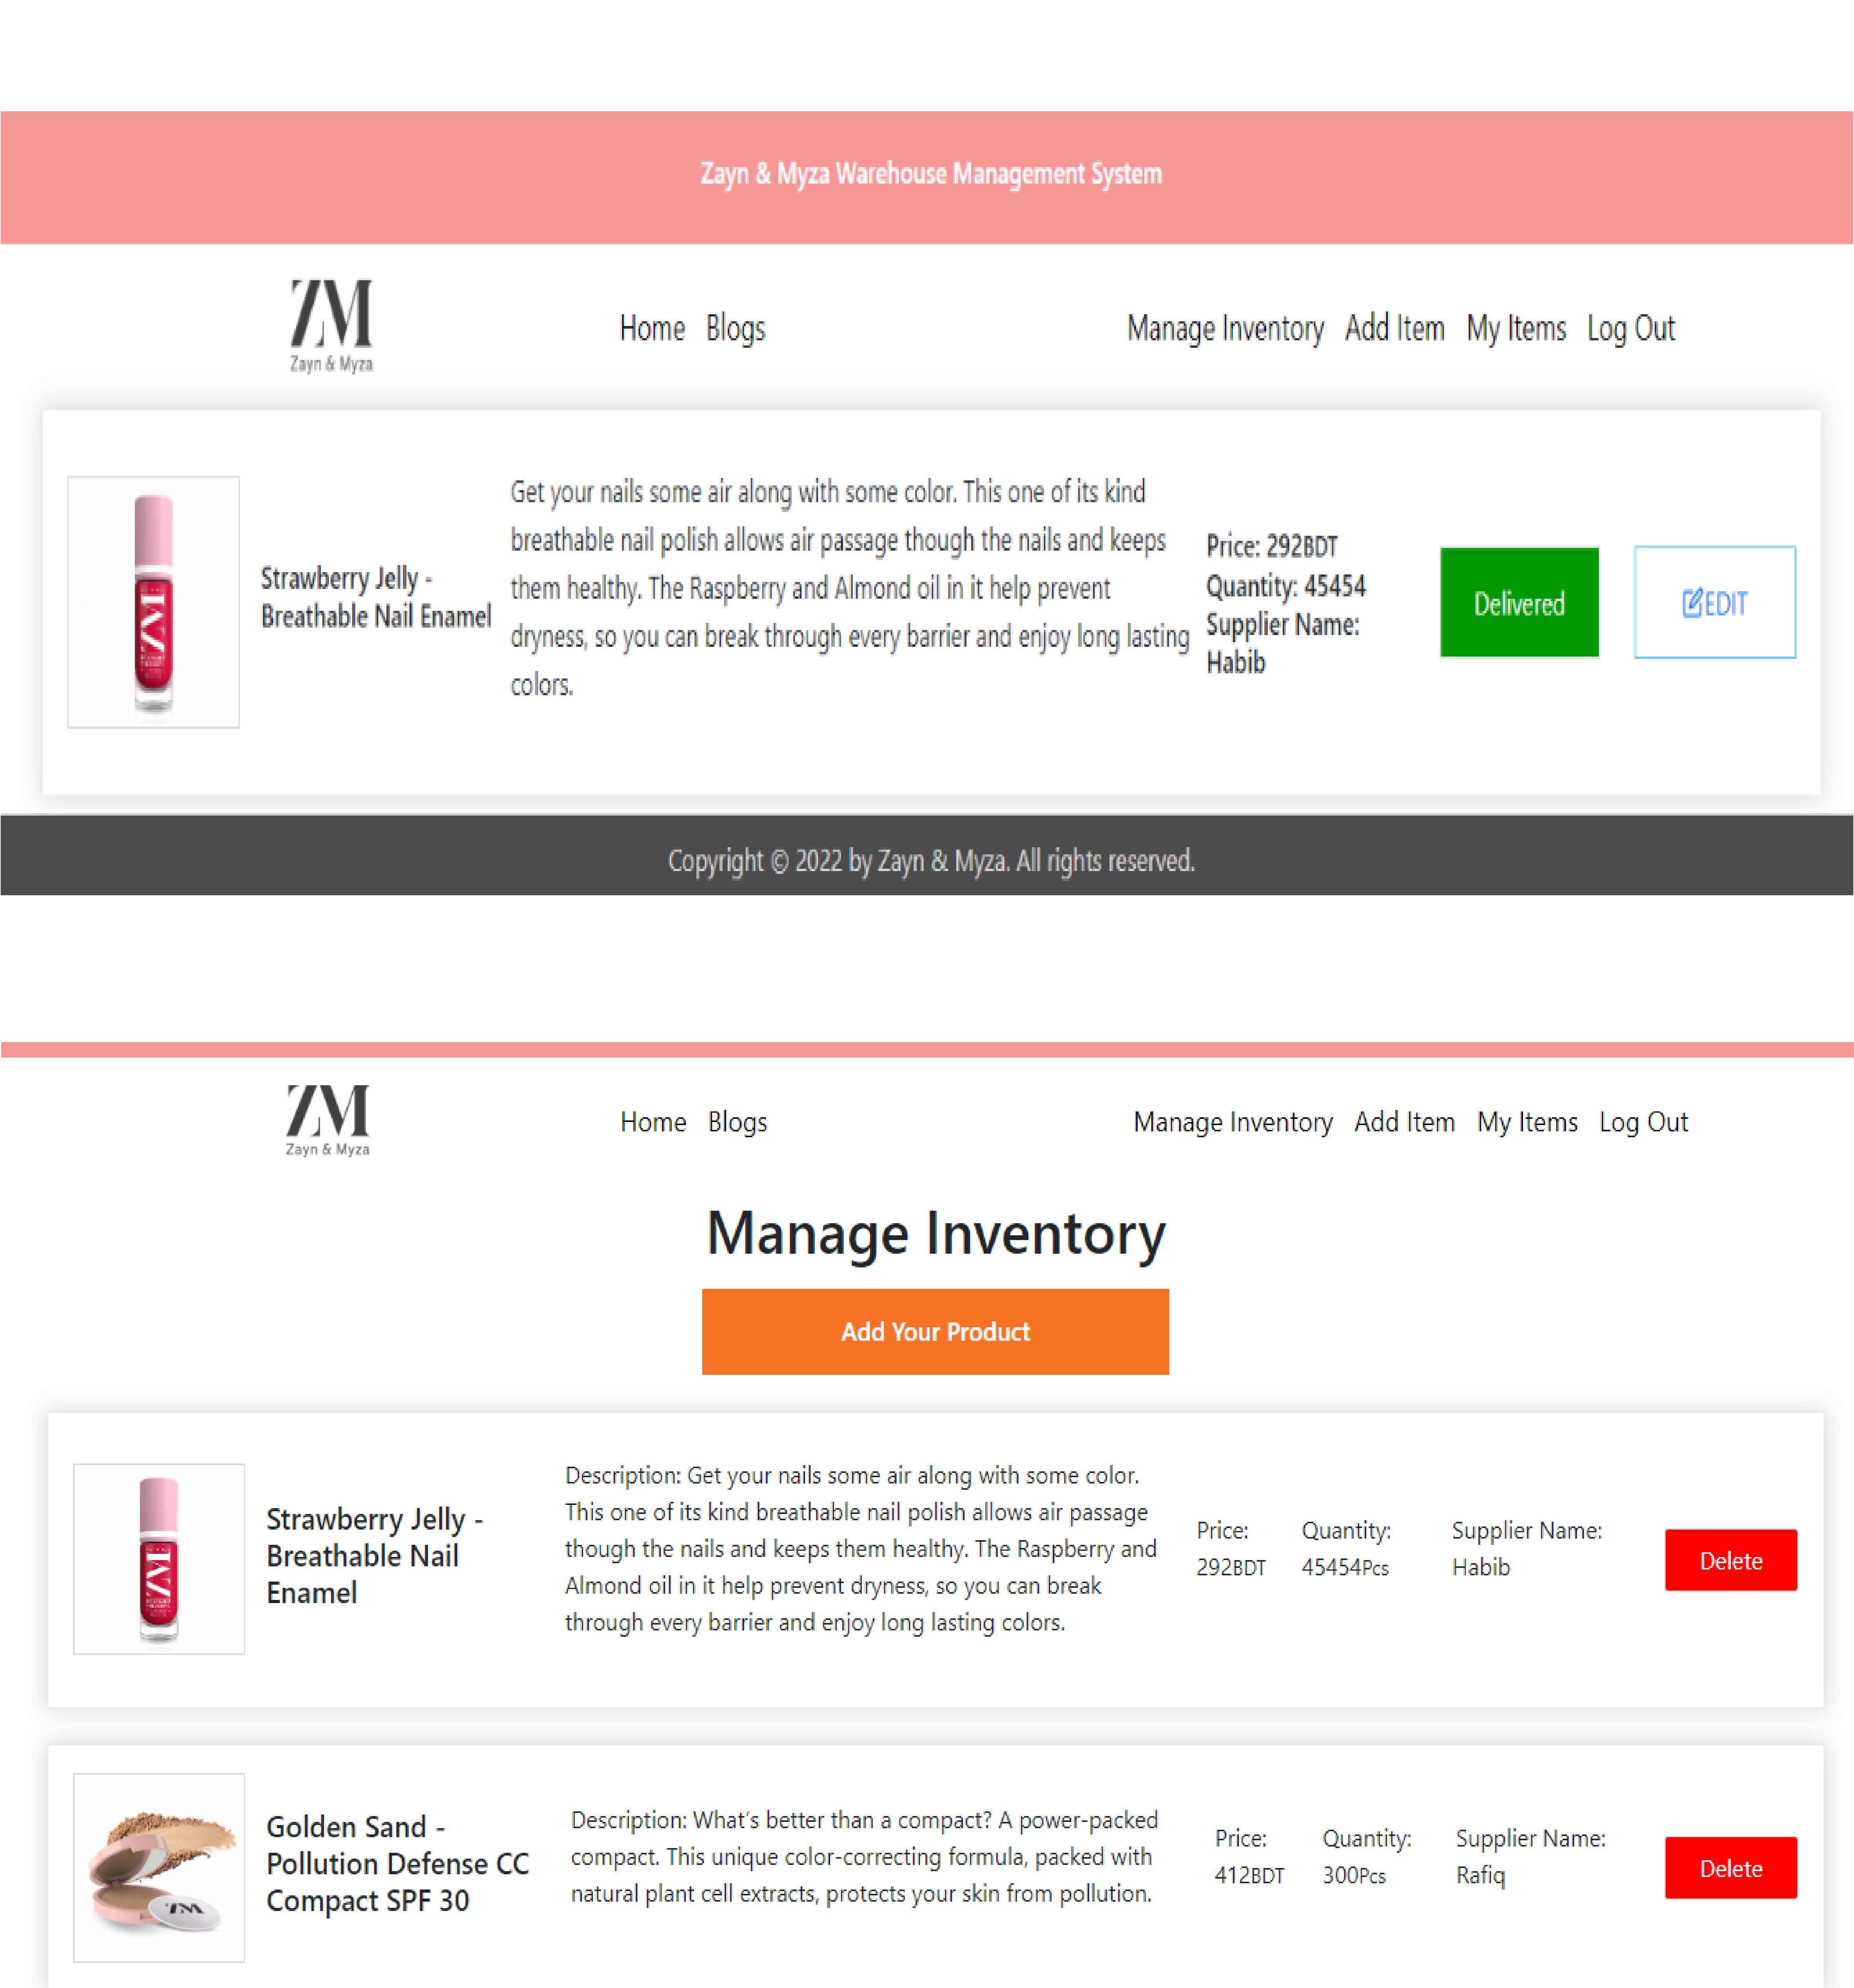 Zayn & Myza Warehouse Management System
ZM
Zayn & Myza
Home Blogs Manage Inventory Add Item My Items Log Out
Get your nails some air along with some color. This one of its kind
breathable nail polish allows air passage though the nails and keeps
them healthy. The Raspberry and Almond oil in it help prevent
dryness, so you can break through every barrier and enjoy long lasting
colors.
Strawberry Jelly -
Breathable Nail Enamel
Price: 292BDT
Quantity: 45454
Supplier Name:
Habib
Delivered
EDIT
ZM
Copyright © 2022 by Zayn & Myza. All rights reserved.
ZM
Zayn & Myza
Home Blogs Manage Inventory Add Item My Items Log Out
Manage Inventory
Add Your Product
Strawberry Jelly -
Breathable Nail
Enamel
Description: Get your nails some air along with some color.
This one of its kind breathable nail polish allows air passage
though the nails and keeps them healthy. The Raspberry and
Almond oil in it help prevent dryness, so you can break
through every barrier and enjoy long lasting colors.
Price:
292BDT
Quantity:
45454Pcs
Supplier Name:
Habib
Delete
ZM
Golden Sand -
Pollution Defense CC
Compact SPF 30
Description: What's better than a compact? A power-packed
compact. This unique color-correcting formula, packed with
natural plant cell extracts, protects your skin from pollution.
Price:
412BDT
Quantity:
300Pcs
Supplier Name:
Rafiq
Delete
ZM